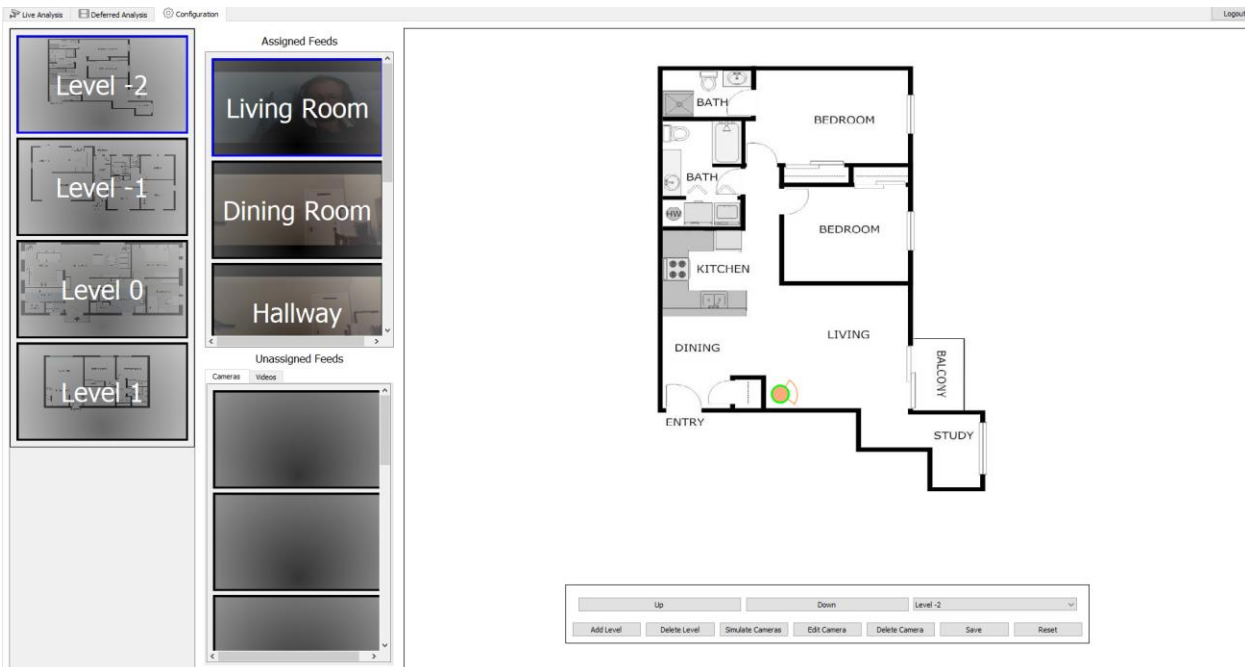 Live Analysis
Deferred Analysis
Configuration
Logout
Level -2
Level -1
Level 0
Level 1
Assigned Feeds
Living Room
Dining Room
Hallway
Unassigned Feeds
Cameras
Videos
BATH
BEDROOM
BATH
HW
BEDROOM
KITCHEN
DINING
LIVING
BALCONY
ENTRY
STUDY
Up
Down
Level -2
Add Level
Delete Level
Simulate Cameras
Edit Camera
Delete Camera
Save
Reset